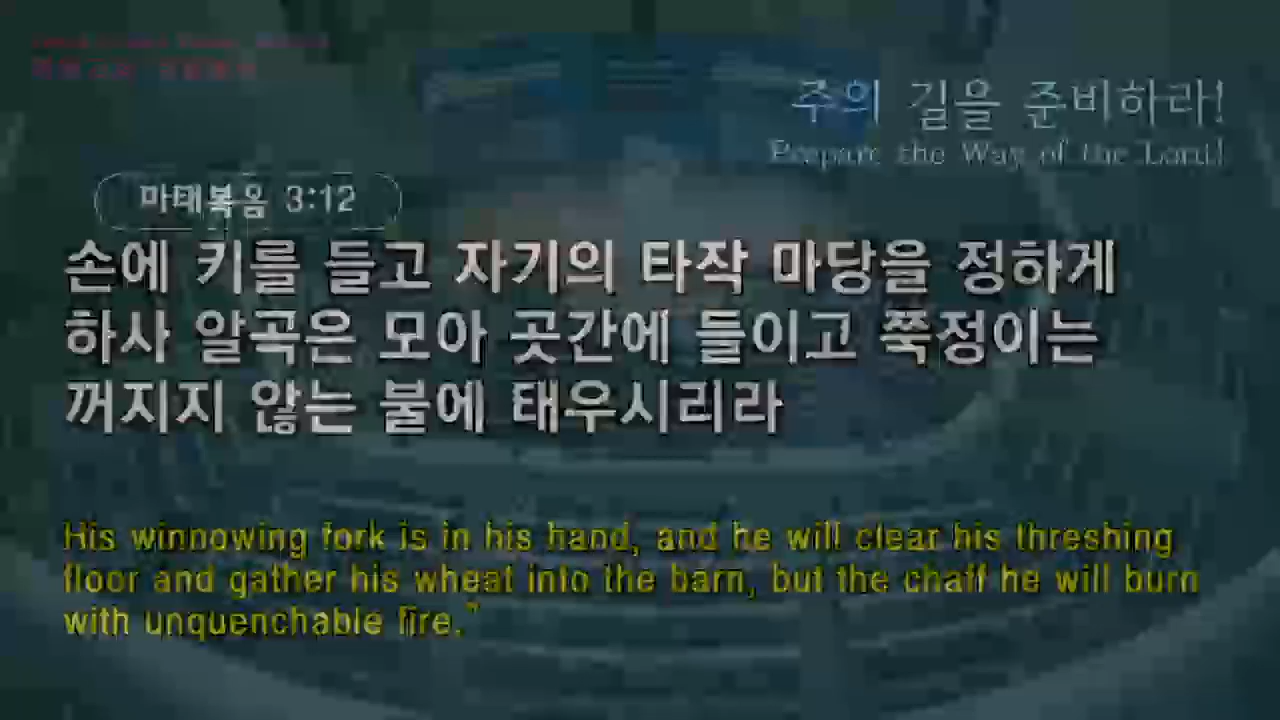 주의 길을 준비하라!
Prepare the Way of the Lord!
마태복음 3:12
손에 키를 들고 자기의 타작 마당을 정하게
하사 알곡은 모아 곳간에 들이고 쭉정이는
꺼지지 않는 불에 태우시리라
His winnowing fork is in his hand, and he will clear his threshing
floor and gather his wheat into the barn, but the chaff he will burn
with unquenchable fire."